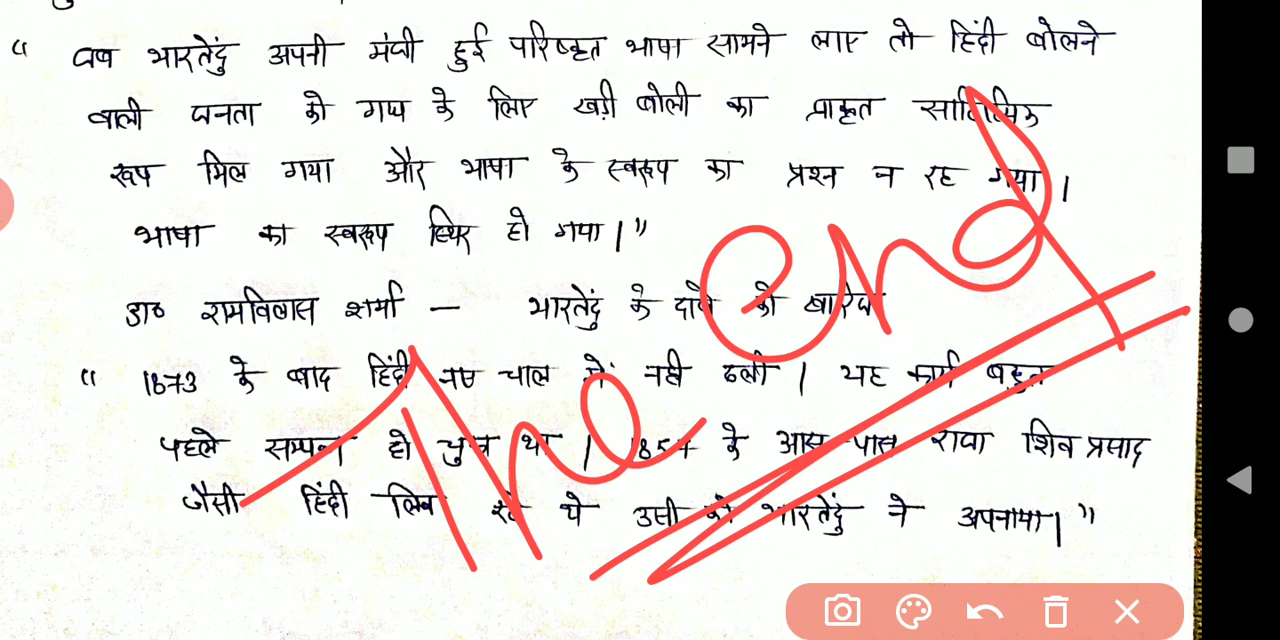 “ जब भारतेंदु अपनी मंजी हुई परिष्कृत भाषा सामने लाए तो हिंदी बोलने
वाली जनता को गद्य के लिए खड़ी बोली का प्राकृत साहित्यिक
रूप मिल गया और भाषा के स्वरूप का प्रश्न न रह गया|
भाषा का स्वरूप स्थिर हो गया|”
डा० रामविलास शर्मा — भारतेंदु के दावे को खारिज
“ 1873 के बाद हिंदी नए चाल में नही ढली | यह कार्य बहुत
पहले सम्पन्न हो चुका था | के आस पास राजा शिव प्रसाद
जैसी हिंदी लिख रहे थे उसी को भारतेंदु ने अपनाया|”
The end